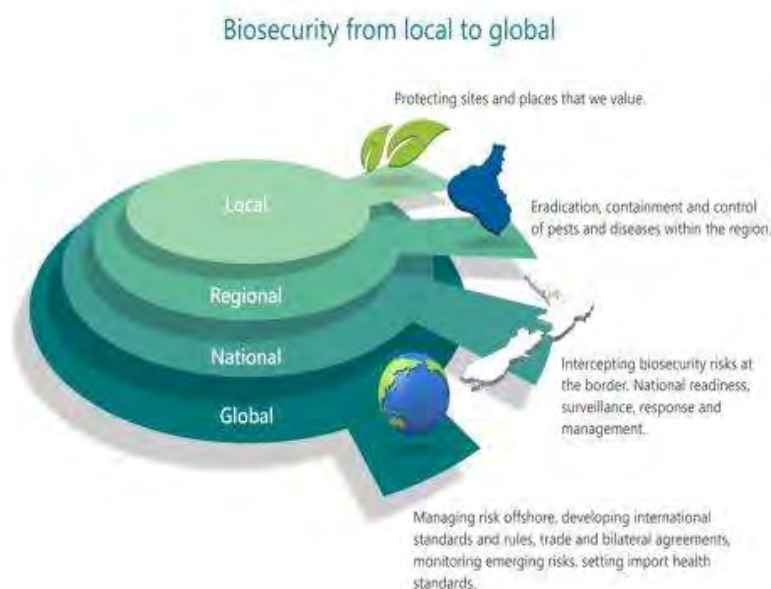 Biosecurity from local to global
Protecting sites and places that we value.
Local
Eradication, containment and control
of pests and diseases within the region.
Regional
National
Intercepting biosecurity risks at
the border. National readiness,
surveillance, response and
management.
Global
Managing risk offshore, developing international
standards and rules, trade and bilateral agreements,
monitoring emerging risks, setting import health
standards.